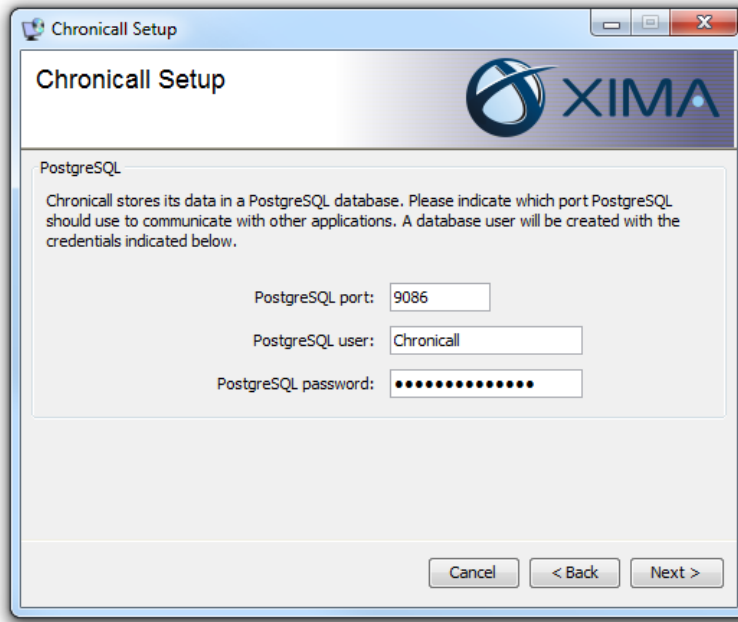 Chronicall Setup
Chronicall Setup
XIMA
PostgreSQL
Chronicall stores its data in a PostgreSQL database. Please indicate which port PostgreSQL
should use to communicate with other applications. A database user will be created with the
credentials indicated below.
PostgreSQL port: 9086
PostgreSQL user: Chronicall
PostgreSQL password: ●●●●●●●●●●●●●●
Cancel < Back Next >